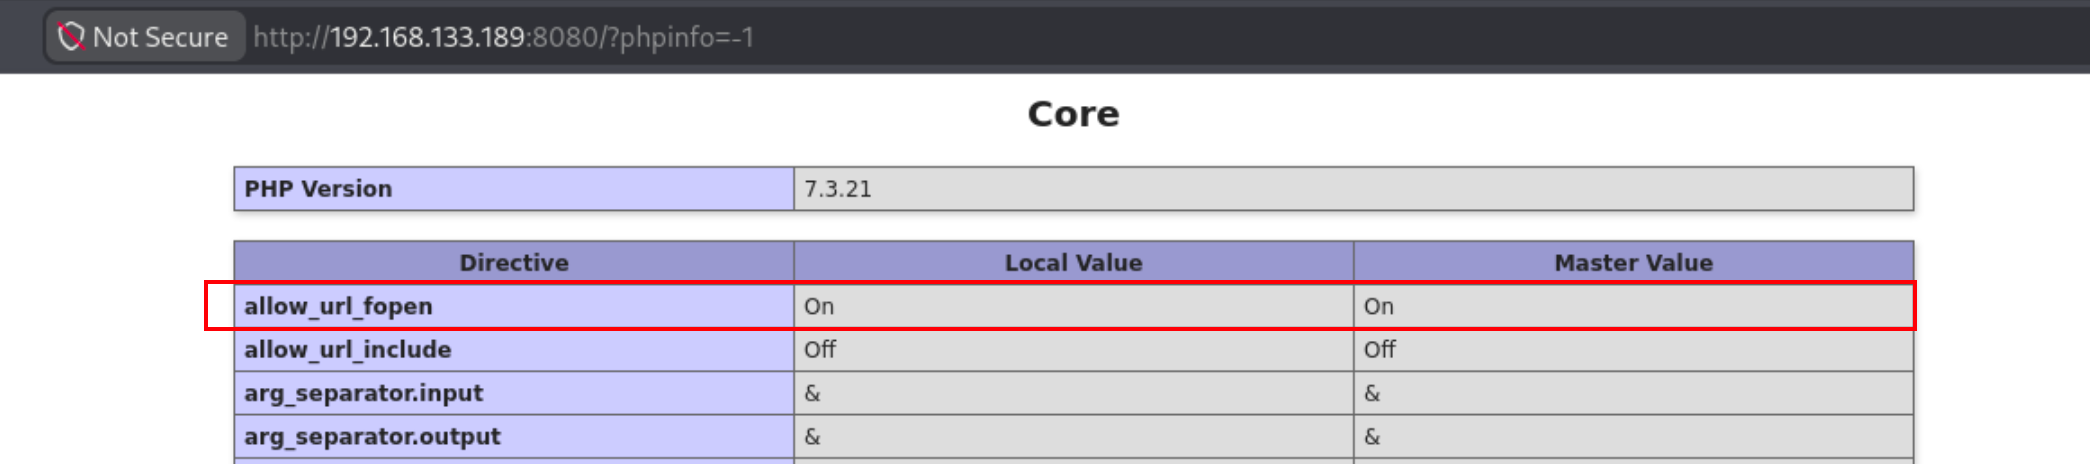 Not Secure http://192.168.133.189:8080/?phpinfo=-1
Core
PHP Version 7.3.21
Directive Local Value Master Value
allow_url_fopen On On
allow_url_include Off Off
arg_separator.input & &
arg_separator.output & &